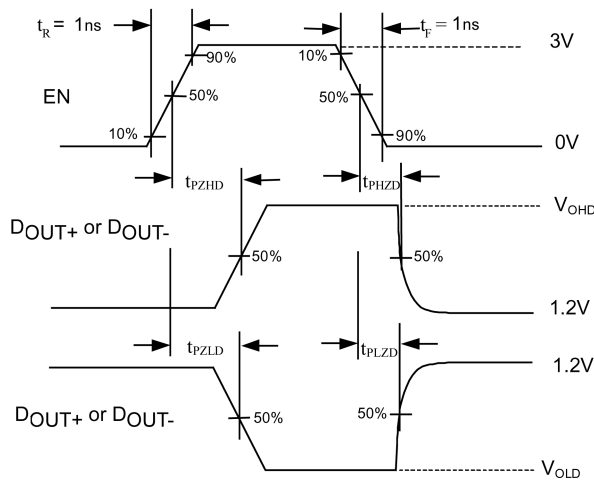 tR = 1ns
tF = 1ns
3V
90%
10%
EN
50%
50%
10%
90%
0V
tPZHD
tPHZD
VOHD
DOUT+ or DOUT-
50%
50%
1.2V
tPZLD
tPLZD
1.2V
DOUT+ or DOUT-
50%
50%
VOLD